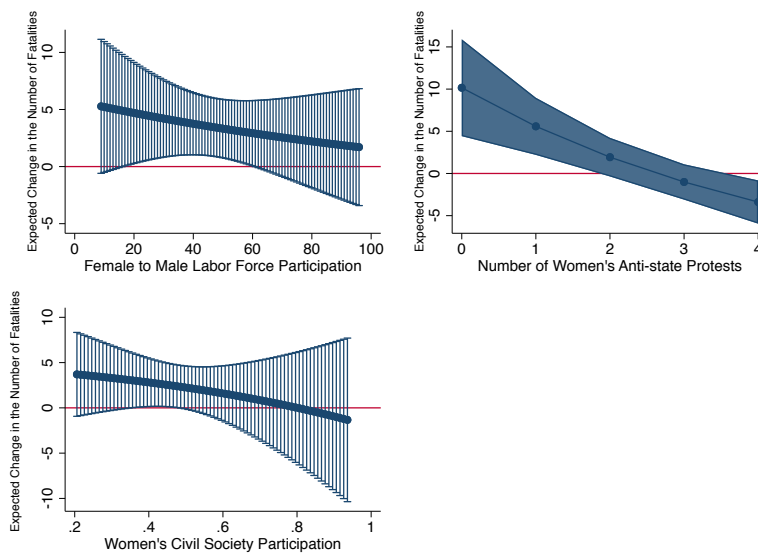 Expected Change in the Number of Fatalities
10
5
0
-5
0 20 40 60 80 100
Female to Male Labor Force Participation
Expected Change in the Number of Fatalities
15
10
5
0
-5
0 1 2 3 4
Number of Women's Anti-state Protests
Expected Change in the Number of Fatalities
10
5
0
-5
-10
.2 .4 .6 .8 1
Women's Civil Society Participation